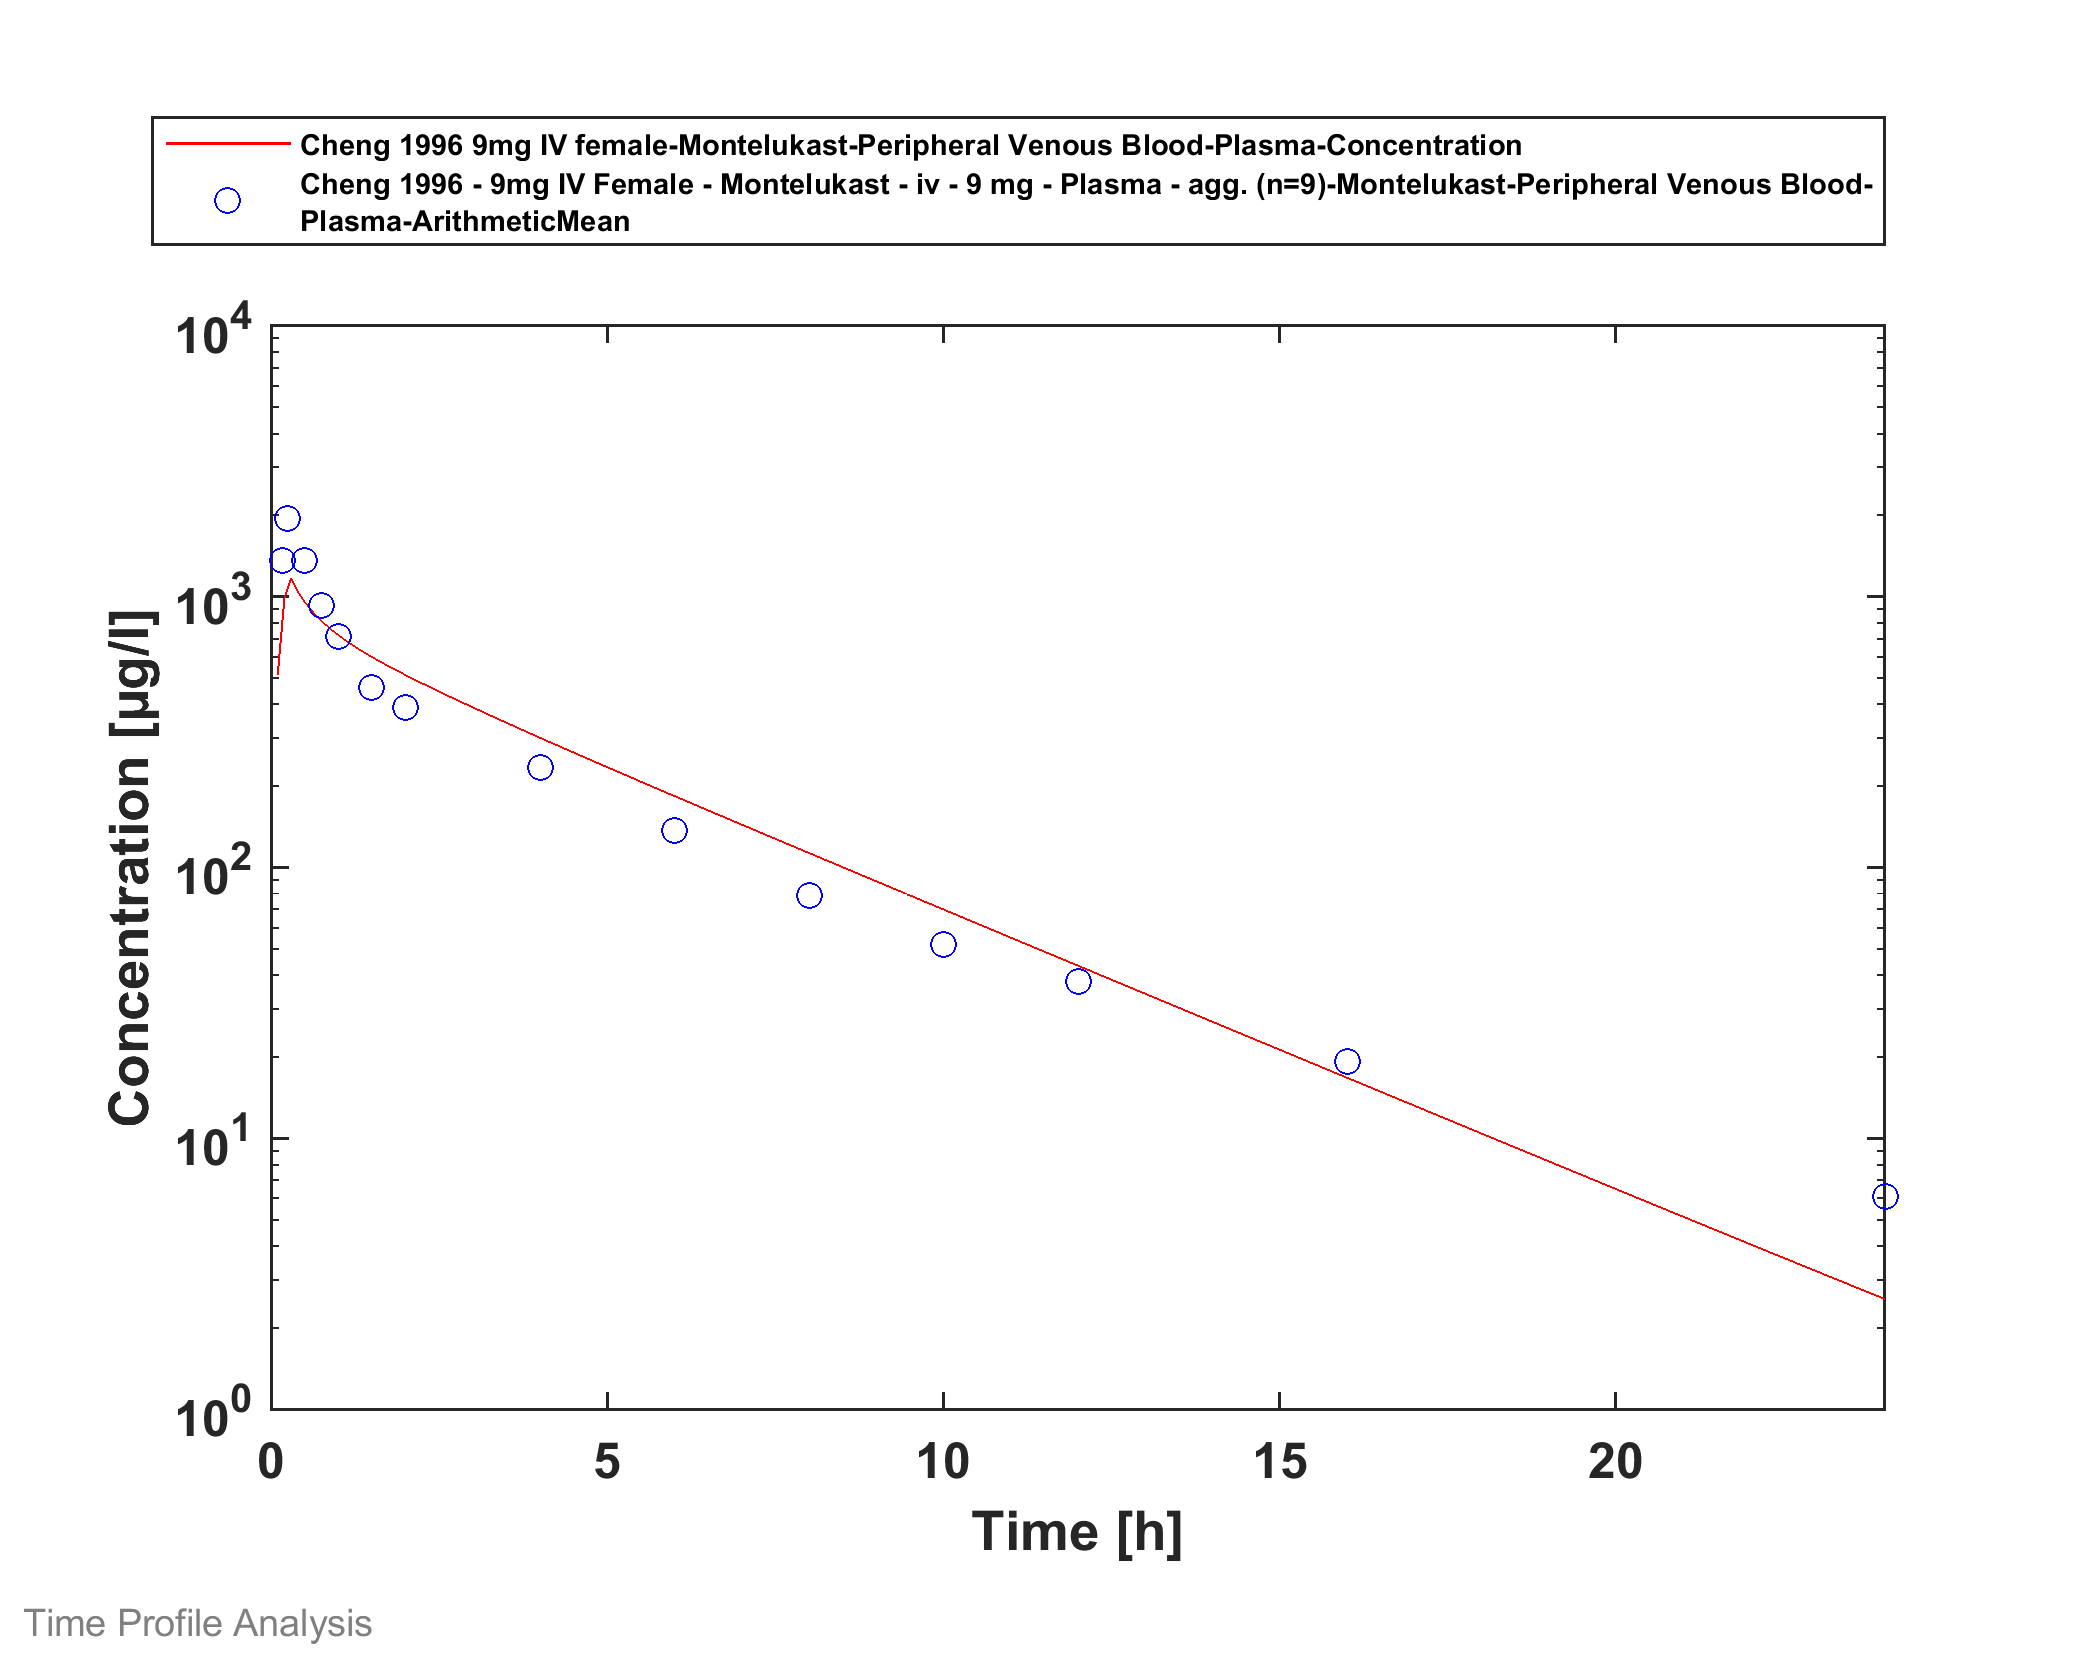 Cheng 1996 9mg IV female-Montelukast-Peripheral Venous Blood-Plasma-Concentration
Cheng 1996 - 9mg IV Female - Montelukast - iv - 9 mg - Plasma - agg. (n=9)-Montelukast-Peripheral Venous Blood-
Plasma-ArithmeticMean
10^4
10^3
10^2
10^1
10^0
Concentration [µg/l]
0 5 10 15 20
Time [h]
Time Profile Analysis